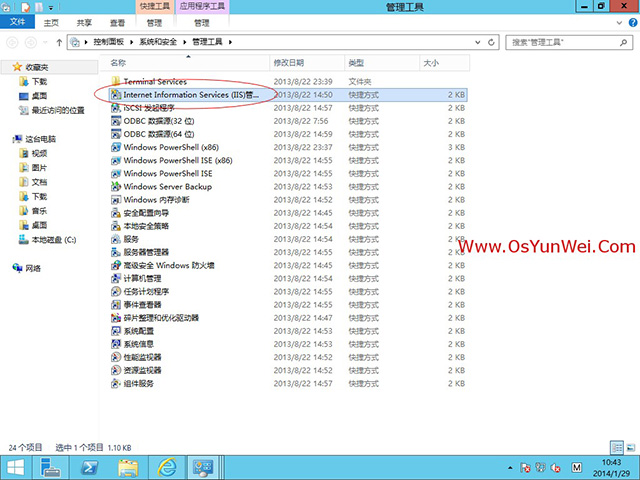 快捷工具 应用程序工具 管理工具
文件 主页 共享 查看 管理 管理
控制面板 系统和安全 管理工具 搜索"管理工具"
名称 修改日期 类型 大小
收藏夹
下载
桌面
最近访问的位置
这台电脑
视频
图片
文档
下载
音乐
桌面
本地磁盘 (C:)
网络
Terminal Services 2013/8/22 23:39 文件夹
Internet Information Services (IIS)管... 2013/8/22 14:50 快捷方式 2 KB
iSCSI 发起程序 2013/8/22 14:57 快捷方式 2 KB
ODBC 数据源(32 位) 2013/8/22 7:56 快捷方式 2 KB
ODBC 数据源(64 位) 2013/8/22 14:59 快捷方式 2 KB
Windows PowerShell (x86) 2013/8/22 23:37 快捷方式 3 KB
Windows PowerShell ISE (x86) 2013/8/22 14:55 快捷方式 2 KB
Windows PowerShell ISE 2013/8/22 14:55 快捷方式 2 KB
Windows Server Backup 2013/8/22 14:53 快捷方式 2 KB
Windows 内存诊断 2013/8/22 14:52 快捷方式 2 KB
安全配置向导 2013/8/22 14:45 快捷方式 2 KB
本地安全策略 2013/8/22 14:54 快捷方式 2 KB
服务 2013/8/22 14:54 快捷方式 2 KB
服务器管理器 2013/8/22 14:55 快捷方式 2 KB
高级安全 Windows 防火墙 2013/8/22 14:45 快捷方式 2 KB
计算机管理 2013/8/22 14:54 快捷方式 2 KB
任务计划程序 2013/8/22 14:55 快捷方式 2 KB
事件查看器 2013/8/22 14:55 快捷方式 2 KB
碎片整理和优化驱动器 2013/8/22 14:47 快捷方式 2 KB
系统配置 2013/8/22 14:53 快捷方式 2 KB
系统信息 2013/8/22 14:53 快捷方式 2 KB
性能监视器 2013/8/22 14:52 快捷方式 2 KB
资源监视器 2013/8/22 14:52 快捷方式 2 KB
组件服务 2013/8/22 14:57 快捷方式 2 KB
Www.OsYunWei.Com
24 个项目 选中 1 个项目 1.10 KB
M
10:43
2014/1/29